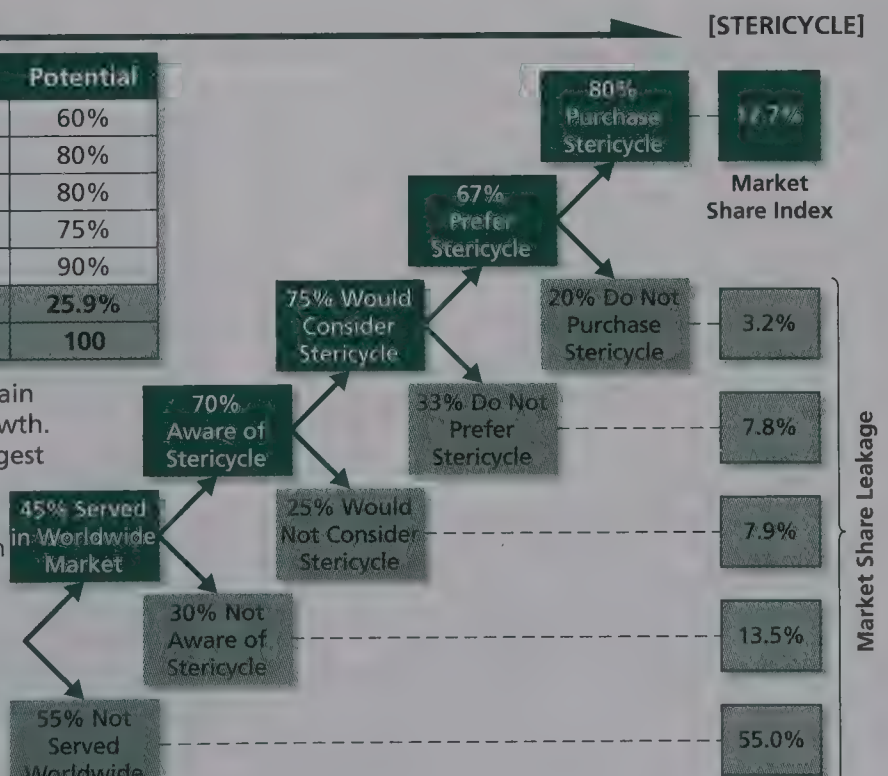 [STERICYCLE]
Potential
60%
80%
80%
75%
90%
25.9%
100
80%
Purchase
Stericycle
12.7%
Market
Share Index
67%
Prefer
Stericycle
20% Do Not
Purchase
Stericycle
3.2%
75% Would
Consider
Stericycle
33% Do Not
Prefer
Stericycle
7.8%
70%
Aware of
Stericycle
25% Would
Not Consider
Stericycle
7.9%
45% Served
in Worldwide
Market
30% Not
Aware of
Stericycle
13.5%
55% Not
Served
Worldwide
55.0%
Market Share Leakage
ain
wth.
gest